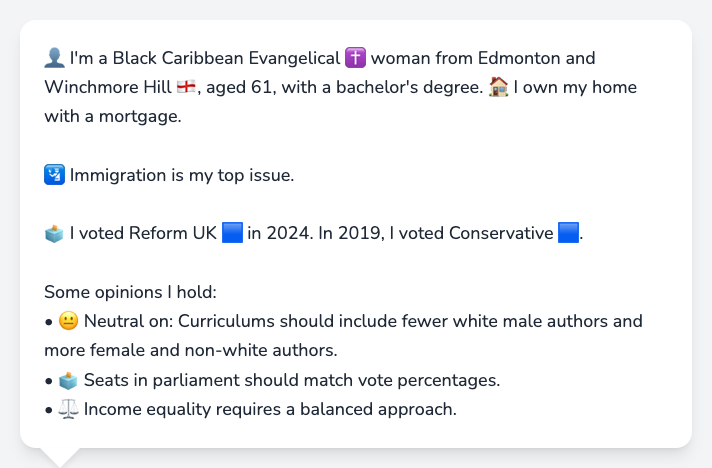 👤 I'm a Black Caribbean Evangelical ✝️ woman from Edmonton and
Winchmore Hill 🏴󠁧󠁢󠁥󠁮󠁧󠁿, aged 61, with a bachelor's degree. 🏠 I own my home
with a mortgage.
🛂 Immigration is my top issue.
🗳️ I voted Reform UK 🟦 in 2024. In 2019, I voted Conservative 🟦.
Some opinions I hold:
• 😐 Neutral on: Curriculums should include fewer white male authors and
more female and non-white authors.
• 🗳️ Seats in parliament should match vote percentages.
• ⚖️ Income equality requires a balanced approach.